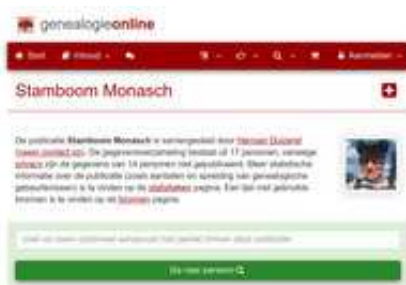 genealogieonline
Start Inhoud Aanmelden
Stamboom Monasch
De publicatie Stamboom Monasch is samengesteld door Herman
(neem contact op). De gegevensverzameling bestaat uit 17 personen, vanwege
privacy zijn de gegevens van 14 personen niet gepubliceerd. Meer statistische
informatie over de publicatie (zoals aantallen en spreiding van genealogische
gebeurtenissen) is te vinden op de statistieken pagina. Een lijst met gebruikte
bronnen is te vinden op de bronnen pagina.
Ga naar persoon